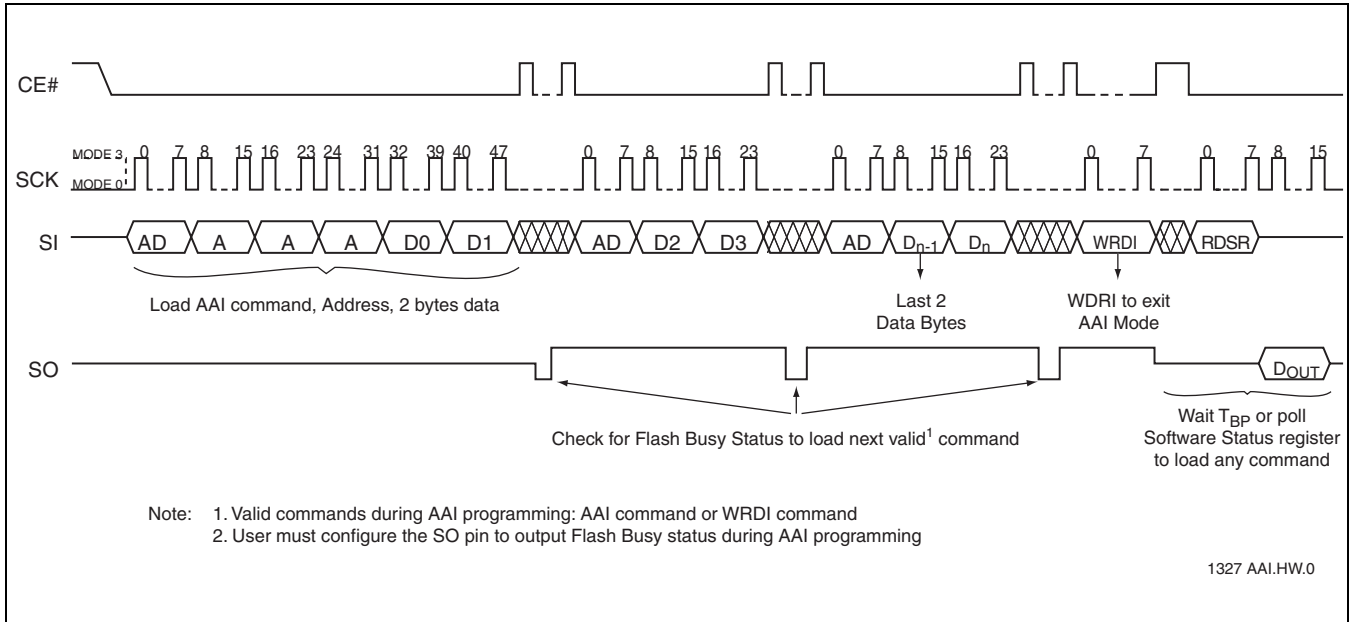 CE#
MODE 3 0 7 8 15 16 23 24 31 32 39 40 47 0 7 8 15 16 23 0 7 8 15 16 23 0 7 0 7 8 15
SCK MODE 0
SI AD A A A D0 D1 AD D2 D3 AD Dn-1 Dn WRDI RDSR
Load AAI command, Address, 2 bytes data
Last 2
Data Bytes
WDRI to exit
AAI Mode
SO DOUT
Check for Flash Busy Status to load next valid1 command
Wait TBP or poll
Software Status register
to load any command
Note: 1. Valid commands during AAI programming: AAI command or WRDI command
2. User must configure the SO pin to output Flash Busy status during AAI programming
1327 AAI.HW.0